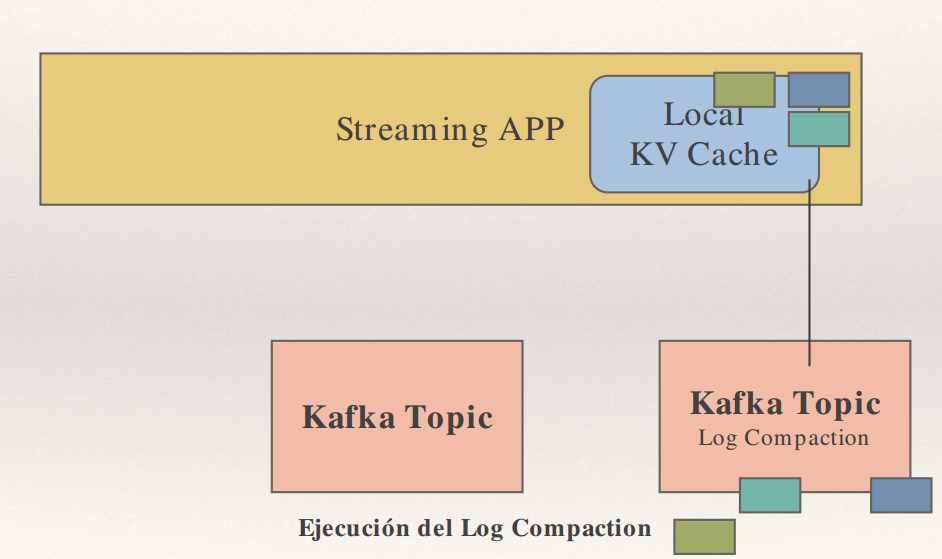 Streaming APP
Local
KV Cache
Kafka Topic
Kafka Topic
Log Compaction
Ejecución del Log Compaction